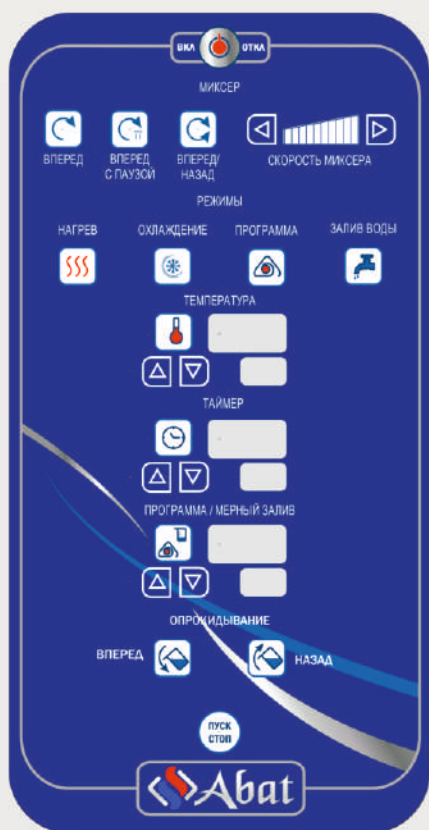 ВКЛ ОТКЛ
МИКСЕР
ВПЕРЕД ВПЕРЕД С ПАУЗОЙ ВПЕРЕД/ НАЗАД СКОРОСТЬ МИКСЕРА
РЕЖИМЫ
НАГРЕВ ОХЛАЖДЕНИЕ ПРОГРАММА ЗАЛИВ ВОДЫ
ТЕМПЕРАТУРА
ТАЙМЕР
ПРОГРАММА / МЕРНЫЙ ЗАЛИВ
ОПРОКИДЫВАНИЕ
ВПЕРЕД НАЗАД
ПУСК
СТОП
Abat